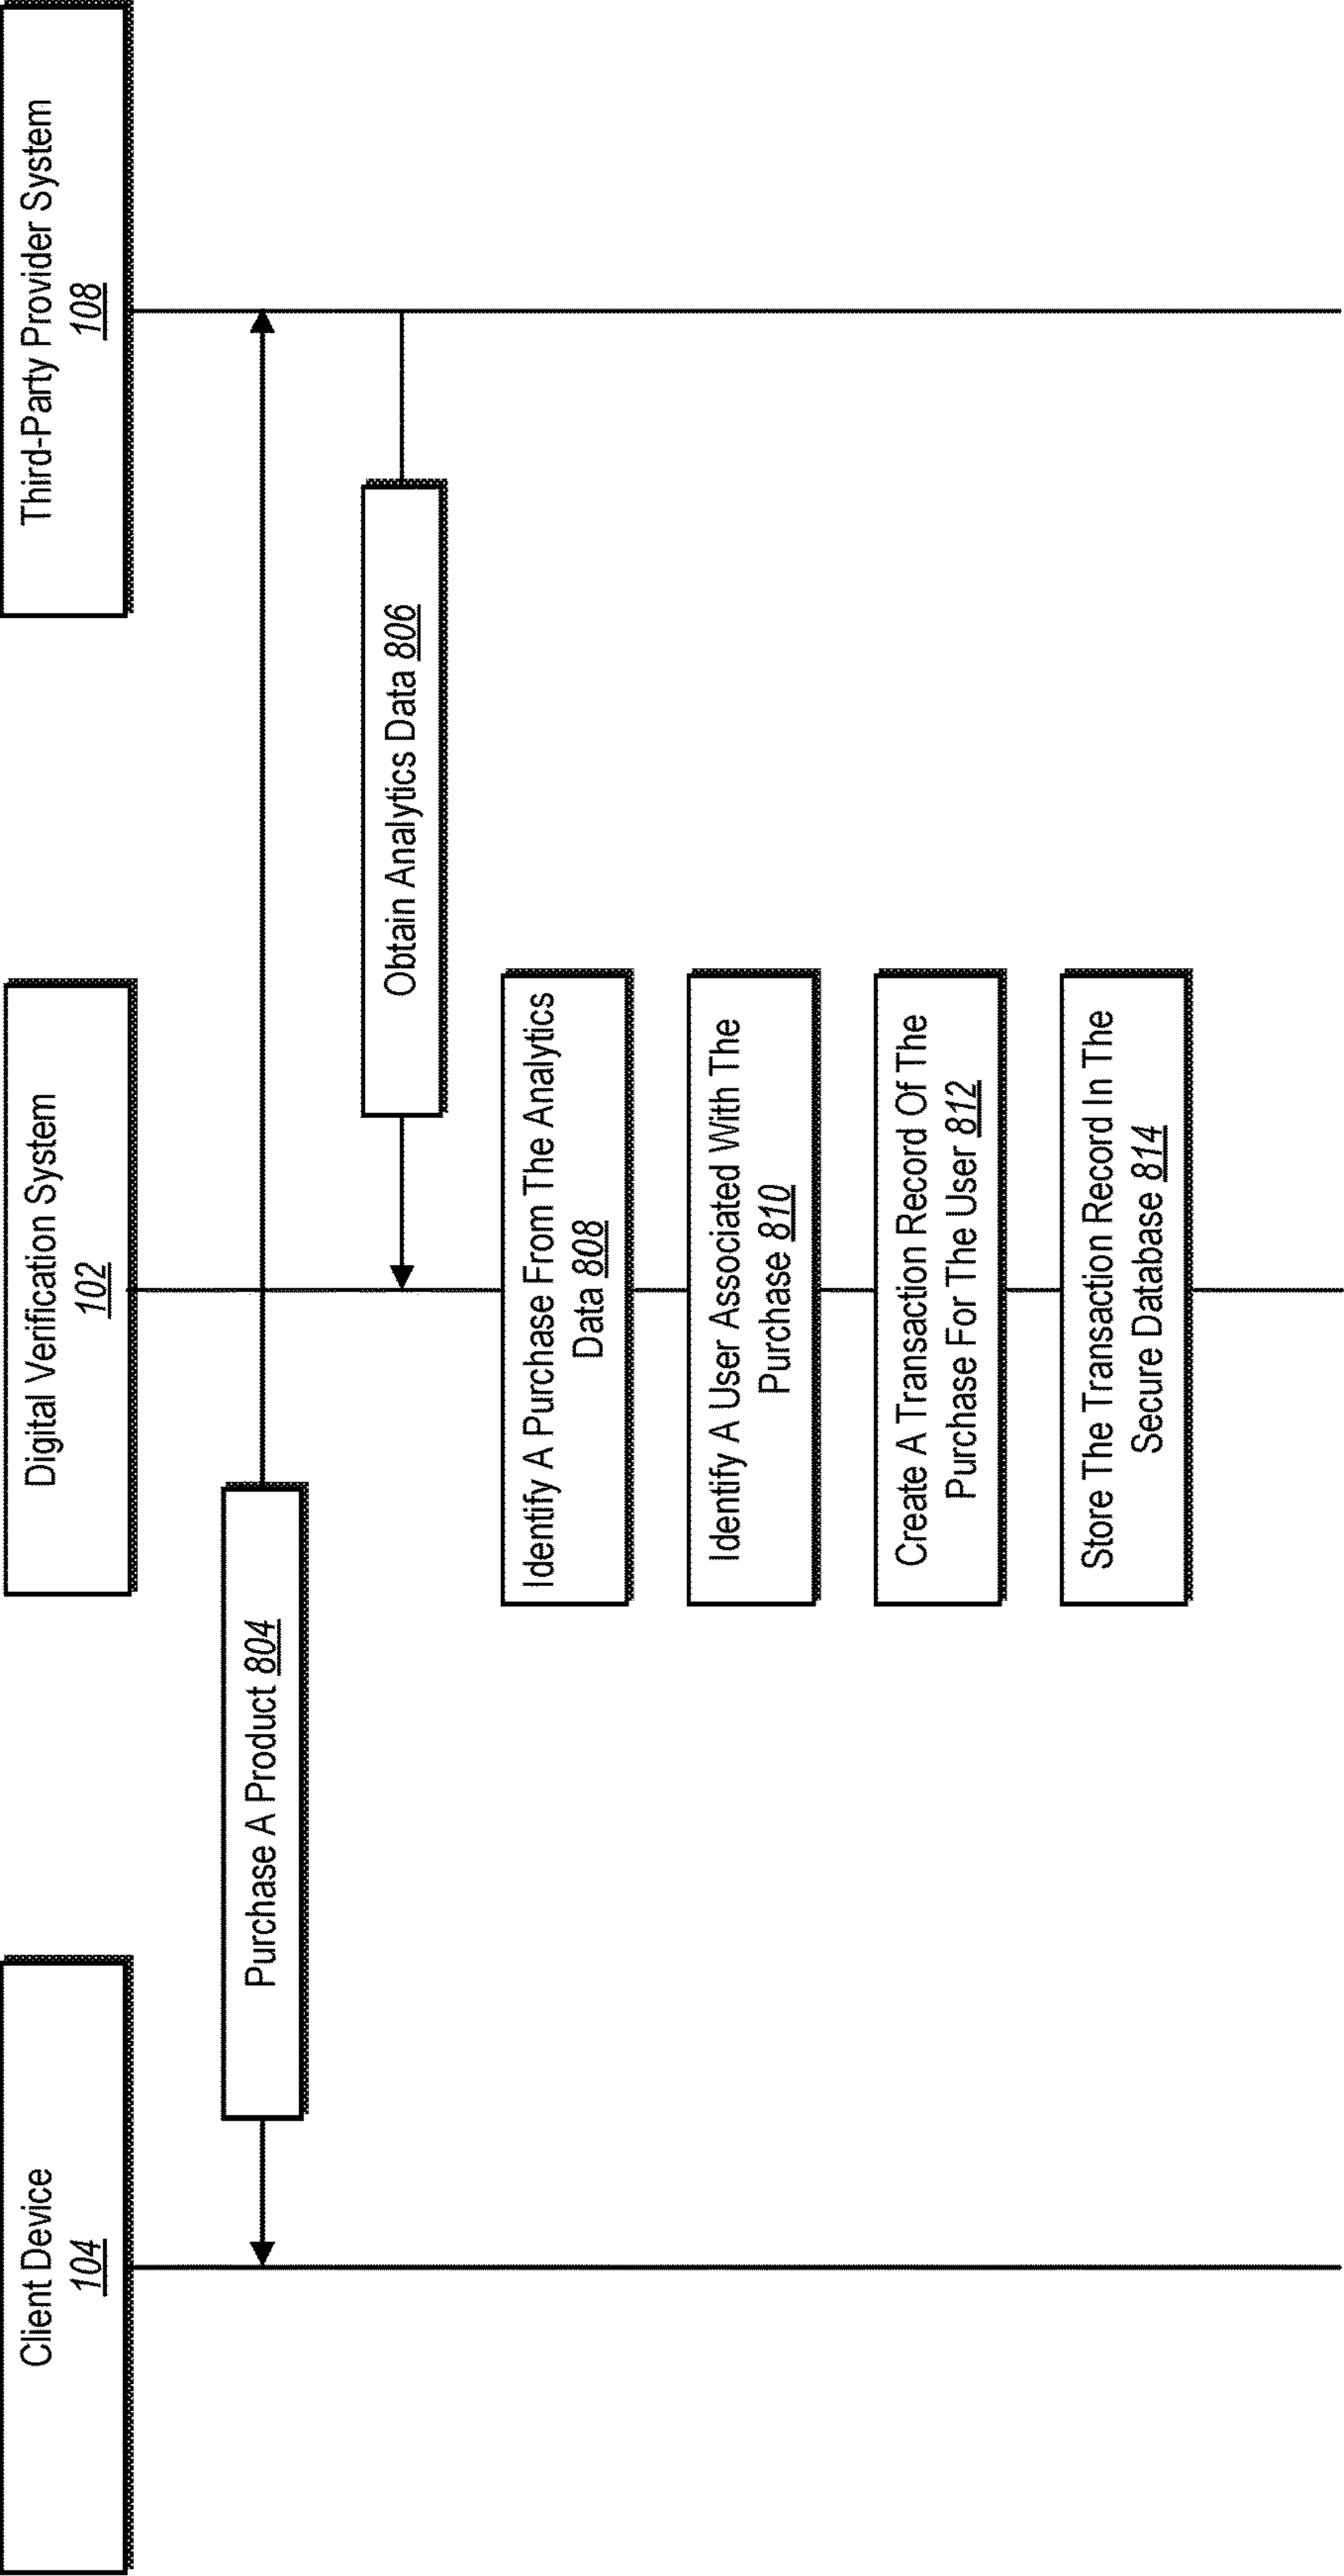 Client Device
104
Digital Verification System
102
Third-Party Provider System
108
Purchase A Product 804
Obtain Analytics Data 806
Identify A Purchase From The Analytics
Data 808
Identify A User Associated With The
Purchase 810
Create A Transaction Record Of The
Purchase For The User 812
Store The Transaction Record In The
Secure Database 814